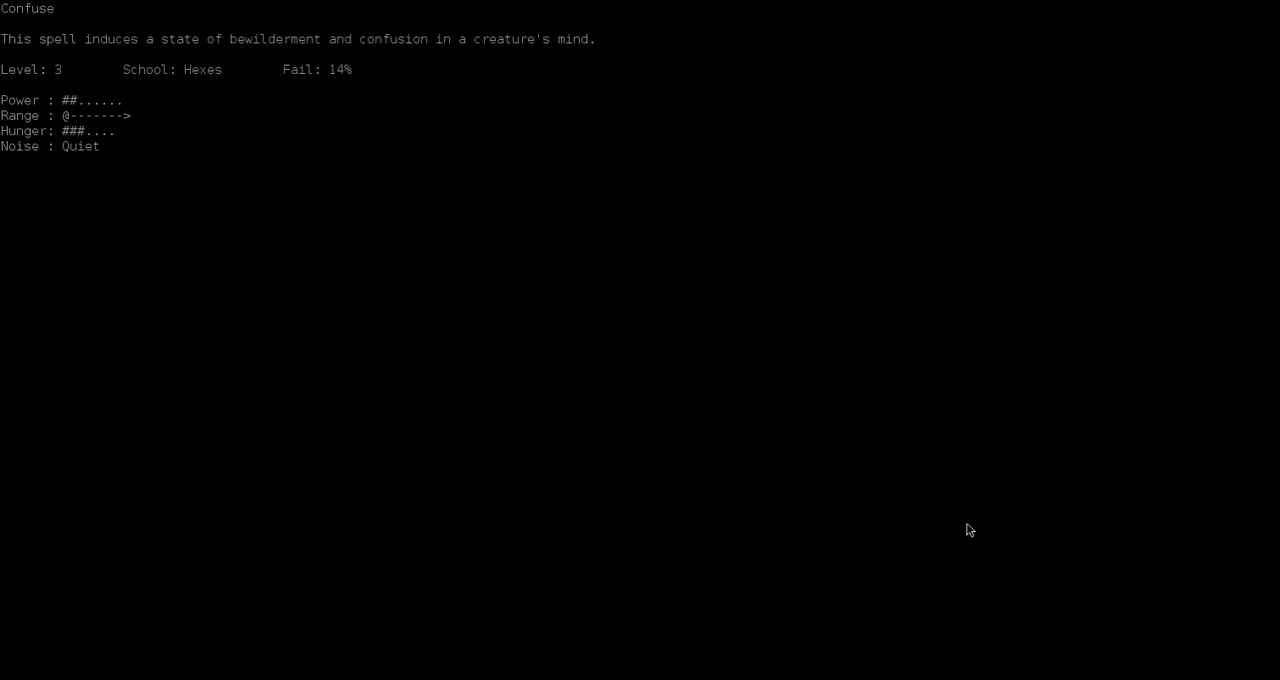 Confuse
This spell induces a state of bewilderment and confusion in a creature's mind.
Level: 3        School: Hexes        Fail: 14%
Power : ##......
Range : @------->
Hunger: ###....
Noise : Quiet